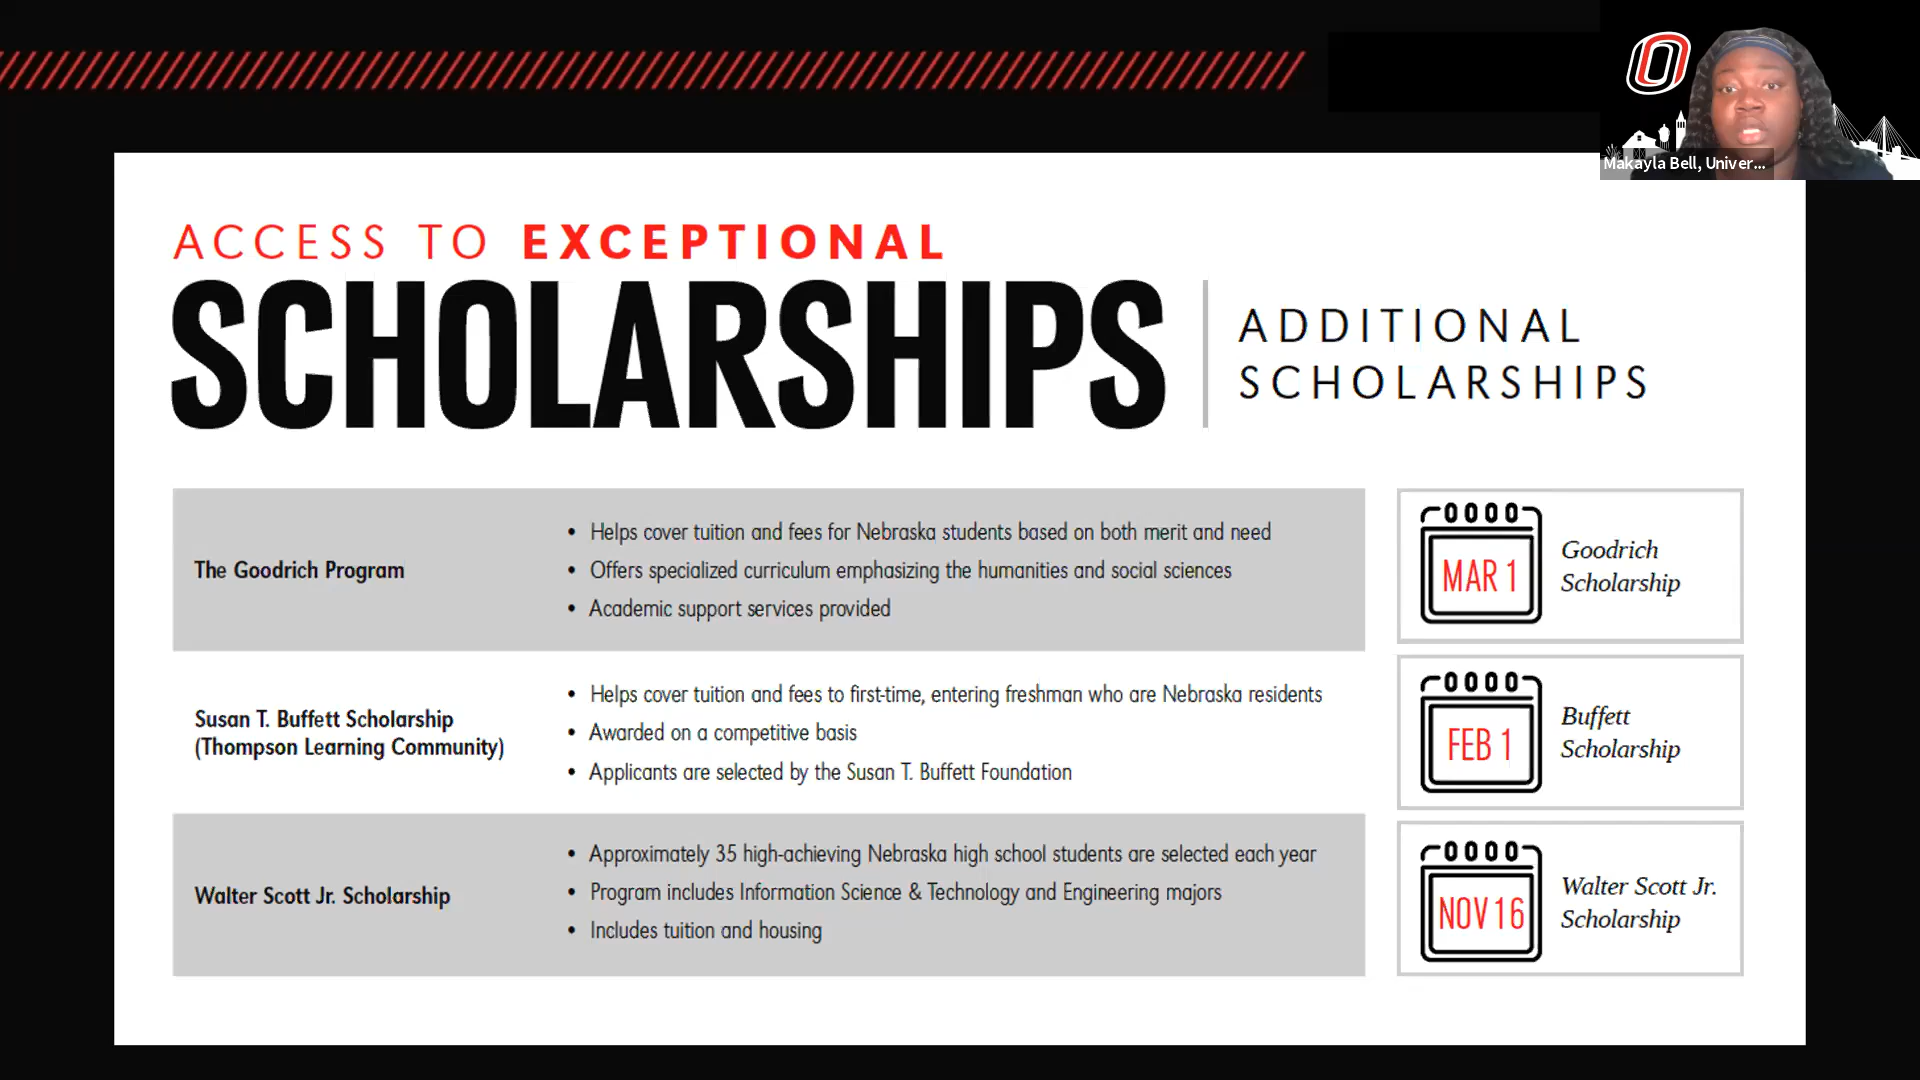 O
Makayla Bell, Univer...
ACCESS TO EXCEPTIONAL
SCHOLARSHIPS
ADDITIONAL
SCHOLARSHIPS
The Goodrich Program
• Helps cover tuition and fees for Nebraska students based on both merit and need
• Offers specialized curriculum emphasizing the humanities and social sciences
• Academic support services provided
MAR 1
Goodrich
Scholarship
Susan T. Buffett Scholarship
(Thompson Learning Community)
• Helps cover tuition and fees to first-time, entering freshman who are Nebraska residents
• Awarded on a competitive basis
• Applicants are selected by the Susan T. Buffett Foundation
FEB 1
Buffett
Scholarship
Walter Scott Jr. Scholarship
• Approximately 35 high-achieving Nebraska high school students are selected each year
• Program includes Information Science & Technology and Engineering majors
• Includes tuition and housing
NOV 16
Walter Scott Jr.
Scholarship